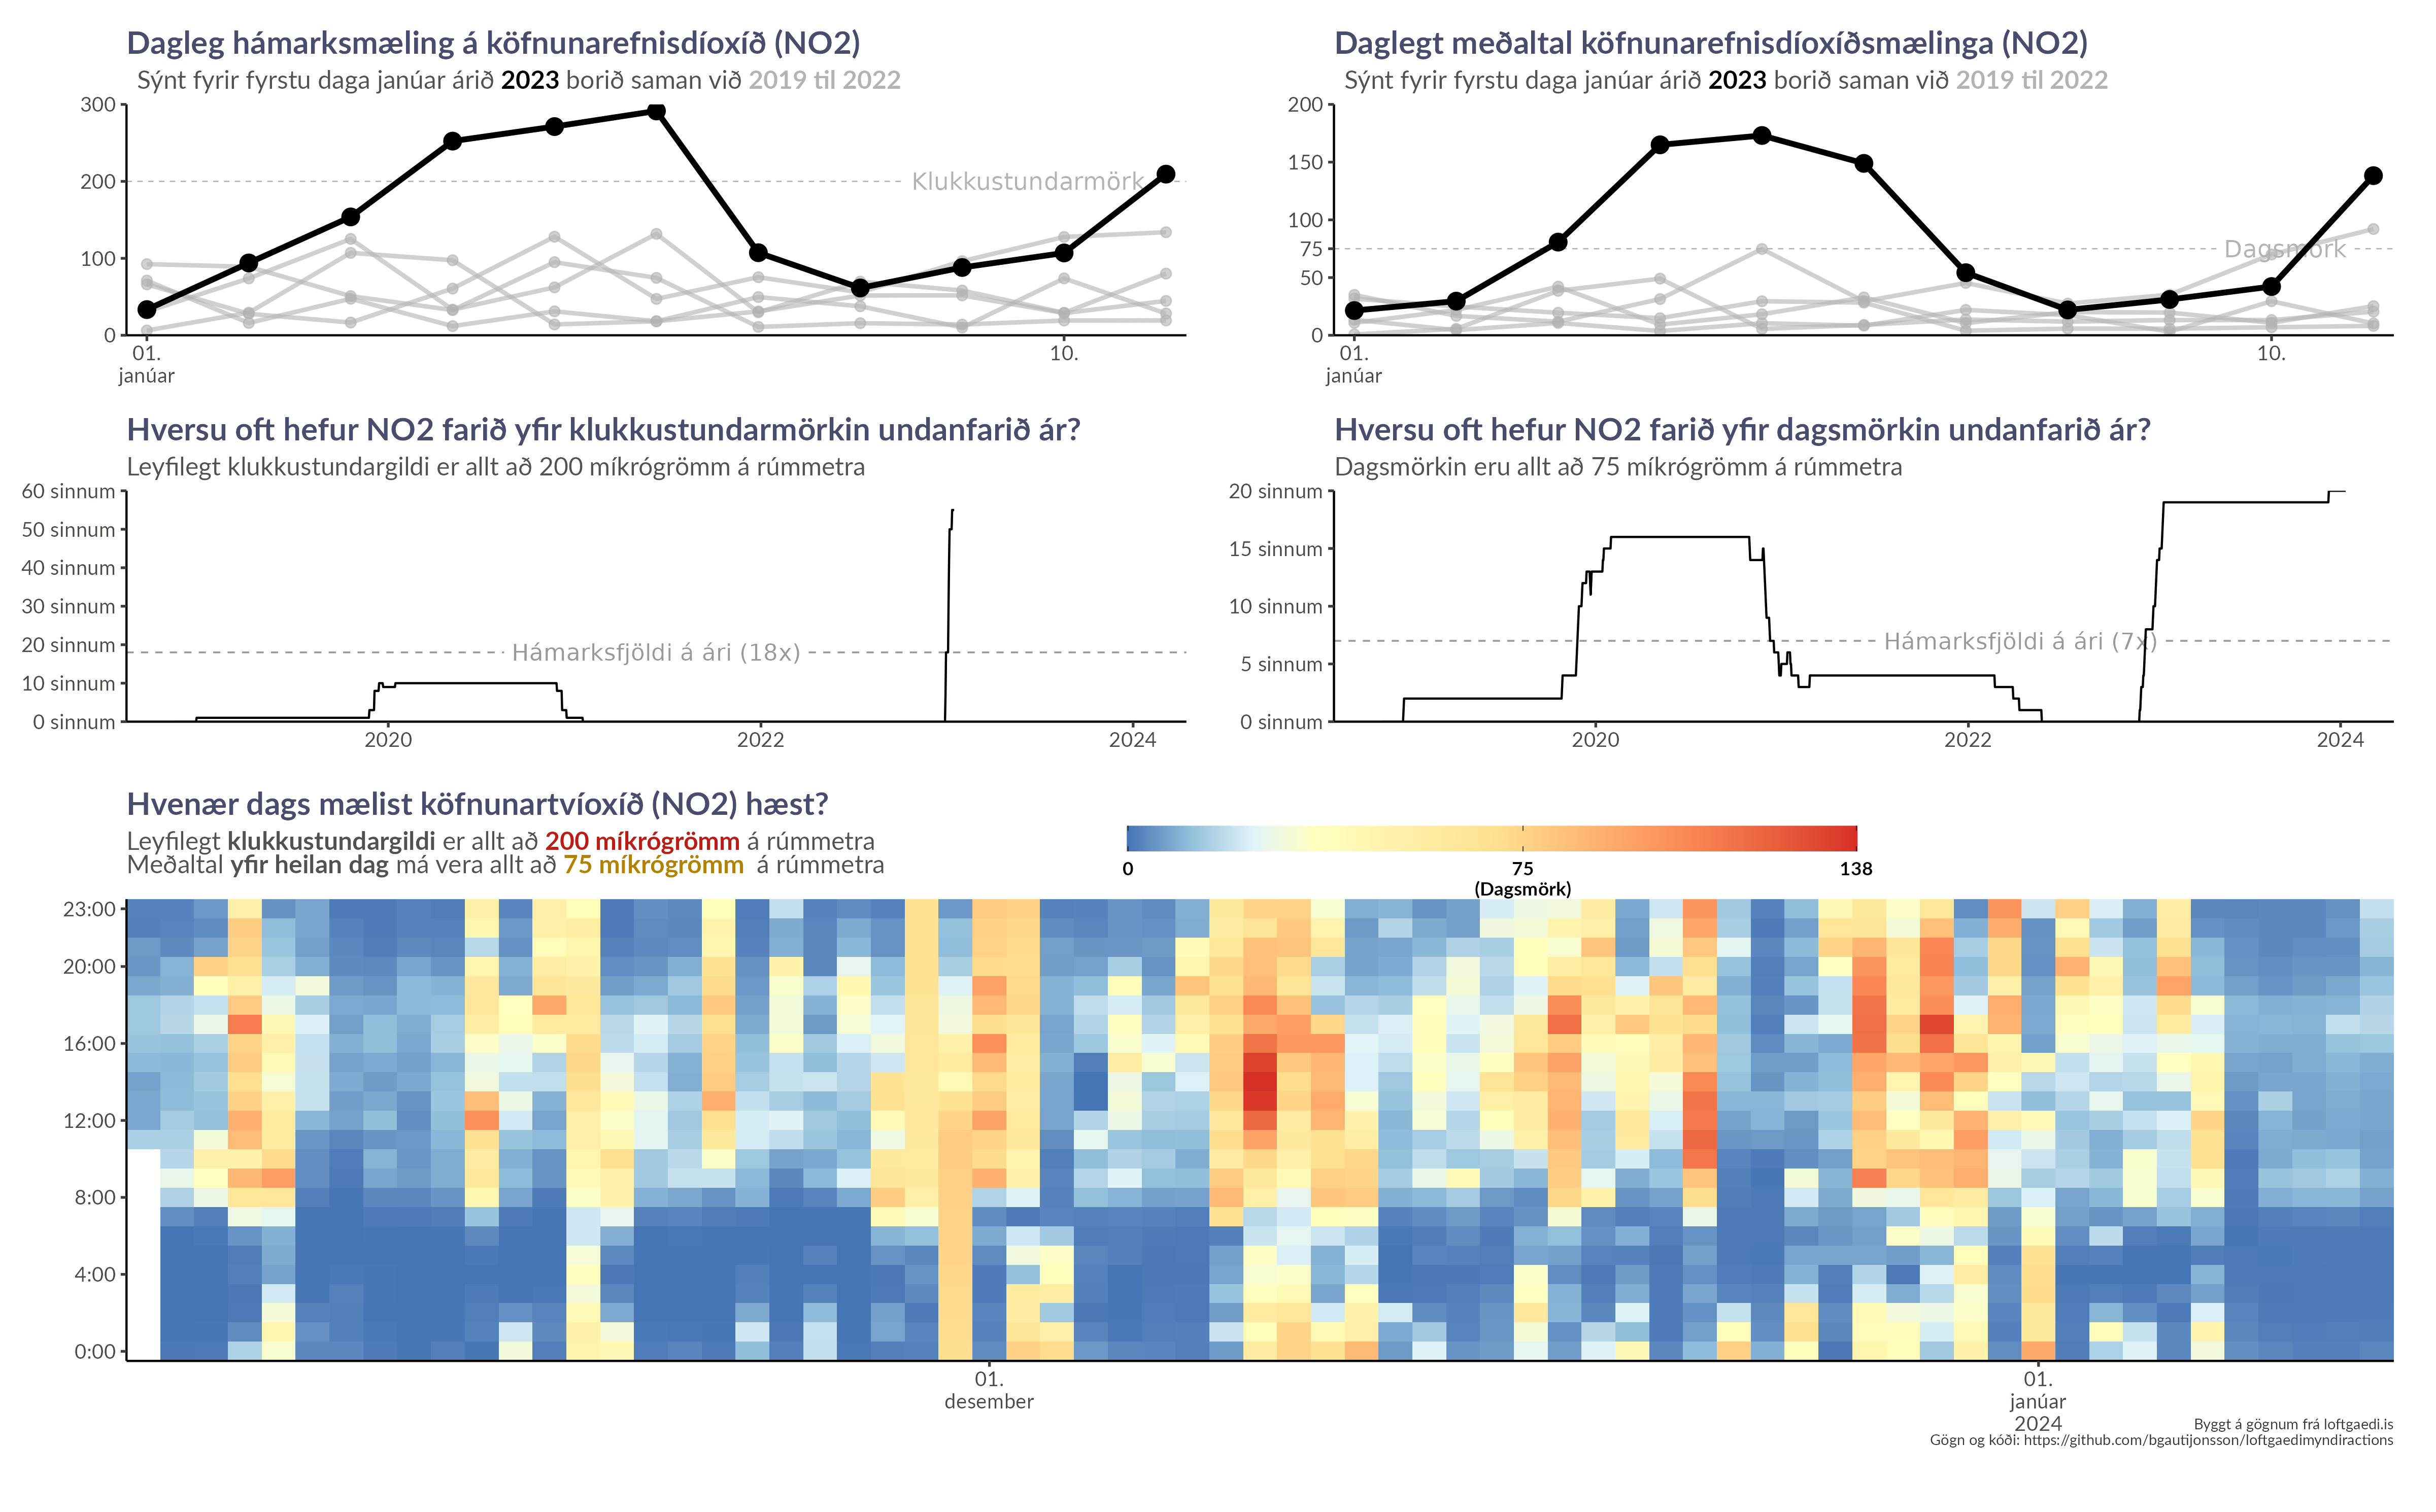 Dagleg hámarksmæling á köfnunarefnisdíoxíð (NO2)
Sýnt fyrir fyrstu daga janúar árið 2023 borið saman við 2019 til 2022
300
200
100
0
Klukkustundarmörk
01.
janúar
10.
Daglegt meðaltal köfnunarefnisdíoxíðsmælinga (NO2)
Sýnt fyrir fyrstu daga janúar árið 2023 borið saman við 2019 til 2022
200
150
100
75
50
0
Dagsmörk
01.
janúar
10.
Hversu oft hefur NO2 farið yfir klukkustundarmörkin undanfarið ár?
Leyfilegt klukkustundargildi er allt að 200 míkrógrömm á rúmmetra
60 sinnum
50 sinnum
40 sinnum
30 sinnum
20 sinnum
10 sinnum
0 sinnum
Hámarksfjöldi á ári (18x)
2020
2022
2024
Hversu oft hefur NO2 farið yfir dagsmörkin undanfarið ár?
Dagsmörkin eru allt að 75 míkrógrömm á rúmmetra
20 sinnum
15 sinnum
10 sinnum
5 sinnum
0 sinnum
Hámarksfjöldi á ári (7x)
2020
2022
2024
Hvenær dags mælist köfnunartvíoxíð (NO2) hæst?
Leyfilegt klukkustundargildi er allt að 200 míkrógrömm á rúmmetra
Meðaltal yfir heilan dag má vera allt að 75 míkrógrömm á rúmmetra
0
75
(Dagsmörk)
138
23:00
20:00
16:00
12:00
8:00
4:00
0:00
01.
desember
01.
janúar
2024
Byggt á gögnum frá loftgaedi.is
Gögn og kóði: https://github.com/bgautijonsson/loftgaedimyndiractions